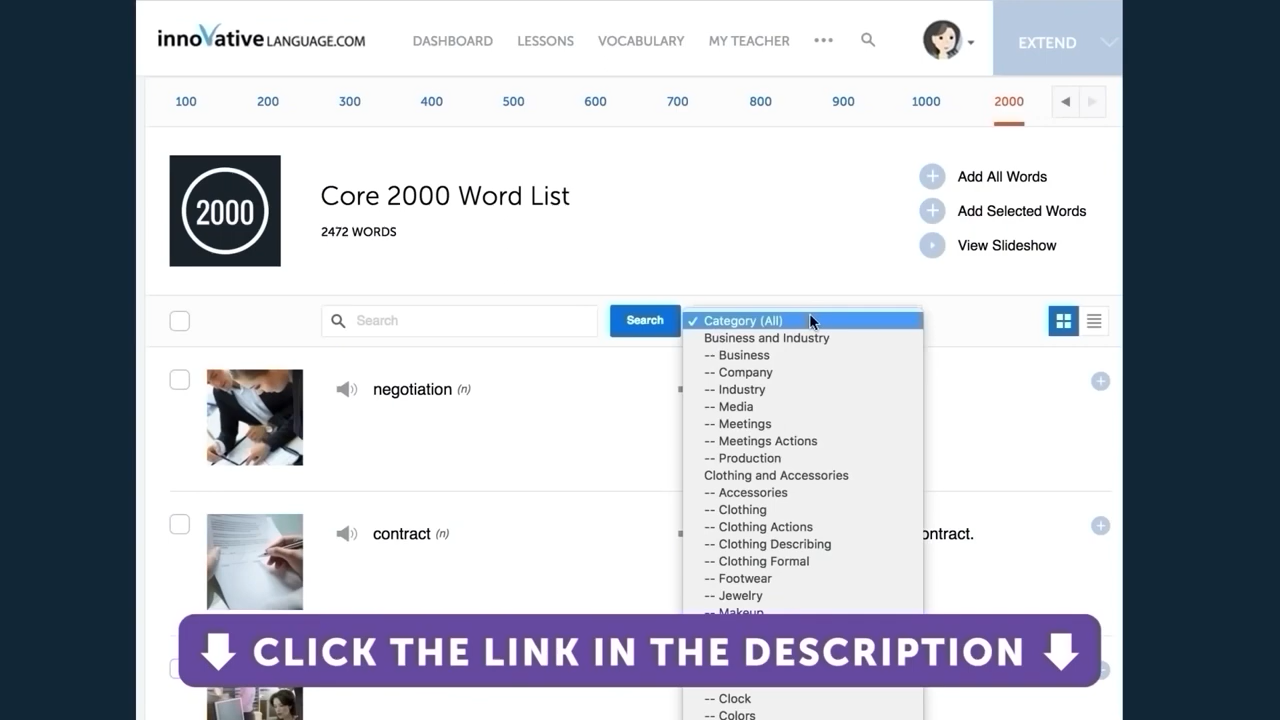 innovative LANGUAGE.COM
DASHBOARD LESSONS VOCABULARY MY TEACHER
EXTEND
100 200 300 400 500 600 700 800 900 1000 2000
2000
Core 2000 Word List
2472 WORDS
Add All Words
Add Selected Words
View Slideshow
Search
Search
✓ Category (All)
Business and Industry
-- Business
-- Company
-- Industry
-- Media
-- Meetings
-- Meetings Actions
-- Production
Clothing and Accessories
-- Accessories
-- Clothing
-- Clothing Actions
-- Clothing Describing
-- Clothing Formal
-- Footwear
-- Jewelry
-- Makeup
negotiation (n)
contract (n)
ontract.
CLICK THE LINK IN THE DESCRIPTION
-- Clock
-- Colors